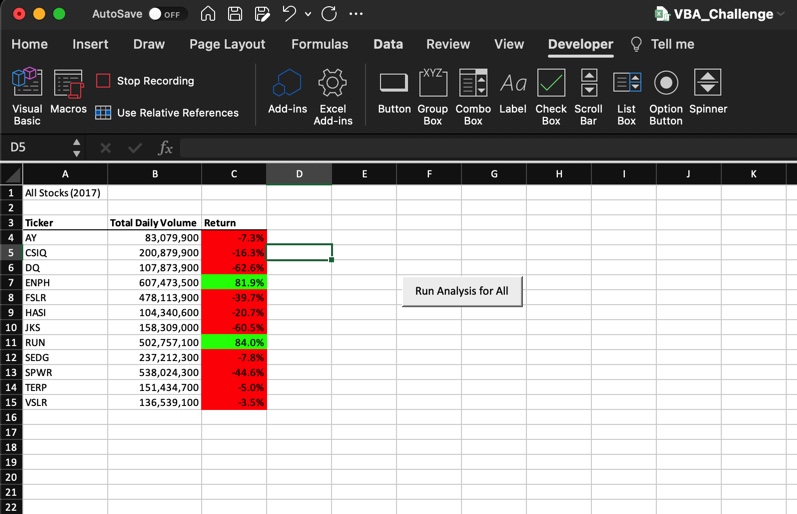 AutoSave OFF VBA_Challenge
Home Insert Draw Page Layout Formulas Data Review View Developer Tell me
Visual Basic
Macros
Stop Recording
Use Relative References
Add-ins
Excel Add-ins
Button
Group Box
Combo Box
Label
Check Box
Scroll Bar
List Box
Option Button
Spinner
XYZ
Aa
D5 fx
A B C D E F G H I J K
1 All Stocks (2017)
2
3 Ticker Total Daily Volume Return
4 AY 83,079,900 -7.3%
5 CSIQ 200,879,900 -16.3%
6 DQ 107,873,900 -62.6%
7 ENPH 607,473,500 81.9%
8 FSLR 478,113,900 -39.7%
9 HASI 104,340,600 -20.7%
10 JKS 158,309,000 -60.5%
11 RUN 502,757,100 84.0%
12 SEDG 237,212,300 -7.8%
13 SPWR 538,024,300 -44.6%
14 TERP 151,434,700 -5.0%
15 VSLR 136,539,100 -3.5%
Run Analysis for All
16
17
18
19
20
21
22